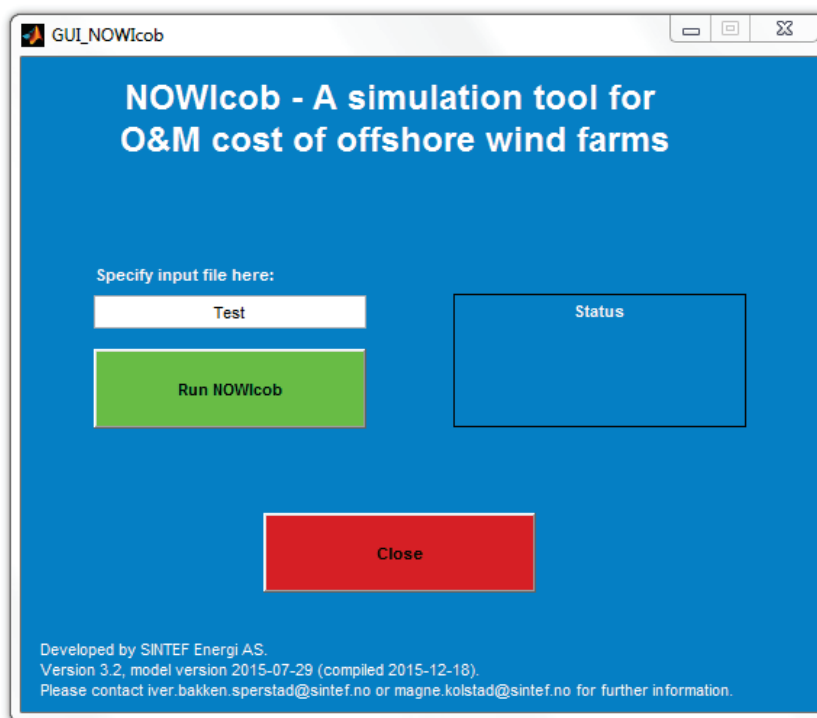 GUI_NOWIcob
NOWIcob - A simulation tool for
O&M cost of offshore wind farms
Specify input file here:
Test
Status
Run NOWIcob
Close
Developed by SINTEF Energi AS.
Version 3.2, model version 2015-07-29 (compiled 2015-12-18).
Please contact iver.bakken.sperstad@sintef.no or magne.kolstad@sintef.no for further information.